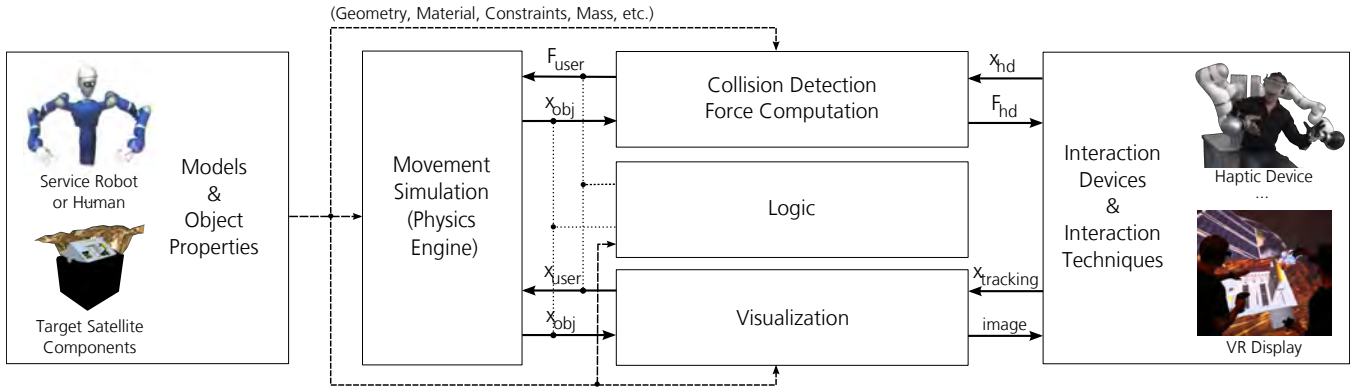 (Geometry, Material, Constraints, Mass, etc.)
Service Robot
or Human
Target Satellite
Components
Models
&
Object
Properties
Movement
Simulation
(Physics
Engine)
F_user
x_obj
x_user
x_obj
Collision Detection
Force Computation
Logic
Visualization
x_hd
F_hd
x_tracking
image
Interaction
Devices
&
Interaction
Techniques
Haptic Device
...
VR Display